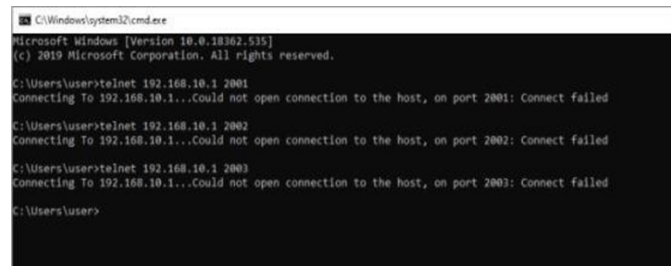 C:\Windows\system32\cmd.exe
Microsoft Windows [Version 10.0.18362.535]
(c) 2019 Microsoft Corporation. All rights reserved.
C:\Users\user>telnet 192.168.10.1 2001
Connecting To 192.168.10.1...Could not open connection to the host, on port 2001: Connect failed
C:\Users\user>telnet 192.168.10.1 2002
Connecting To 192.168.10.1...Could not open connection to the host, on port 2002: Connect failed
C:\Users\user>telnet 192.168.10.1 2003
Connecting To 192.168.10.1...Could not open connection to the host, on port 2003: Connect failed
C:\Users\user>